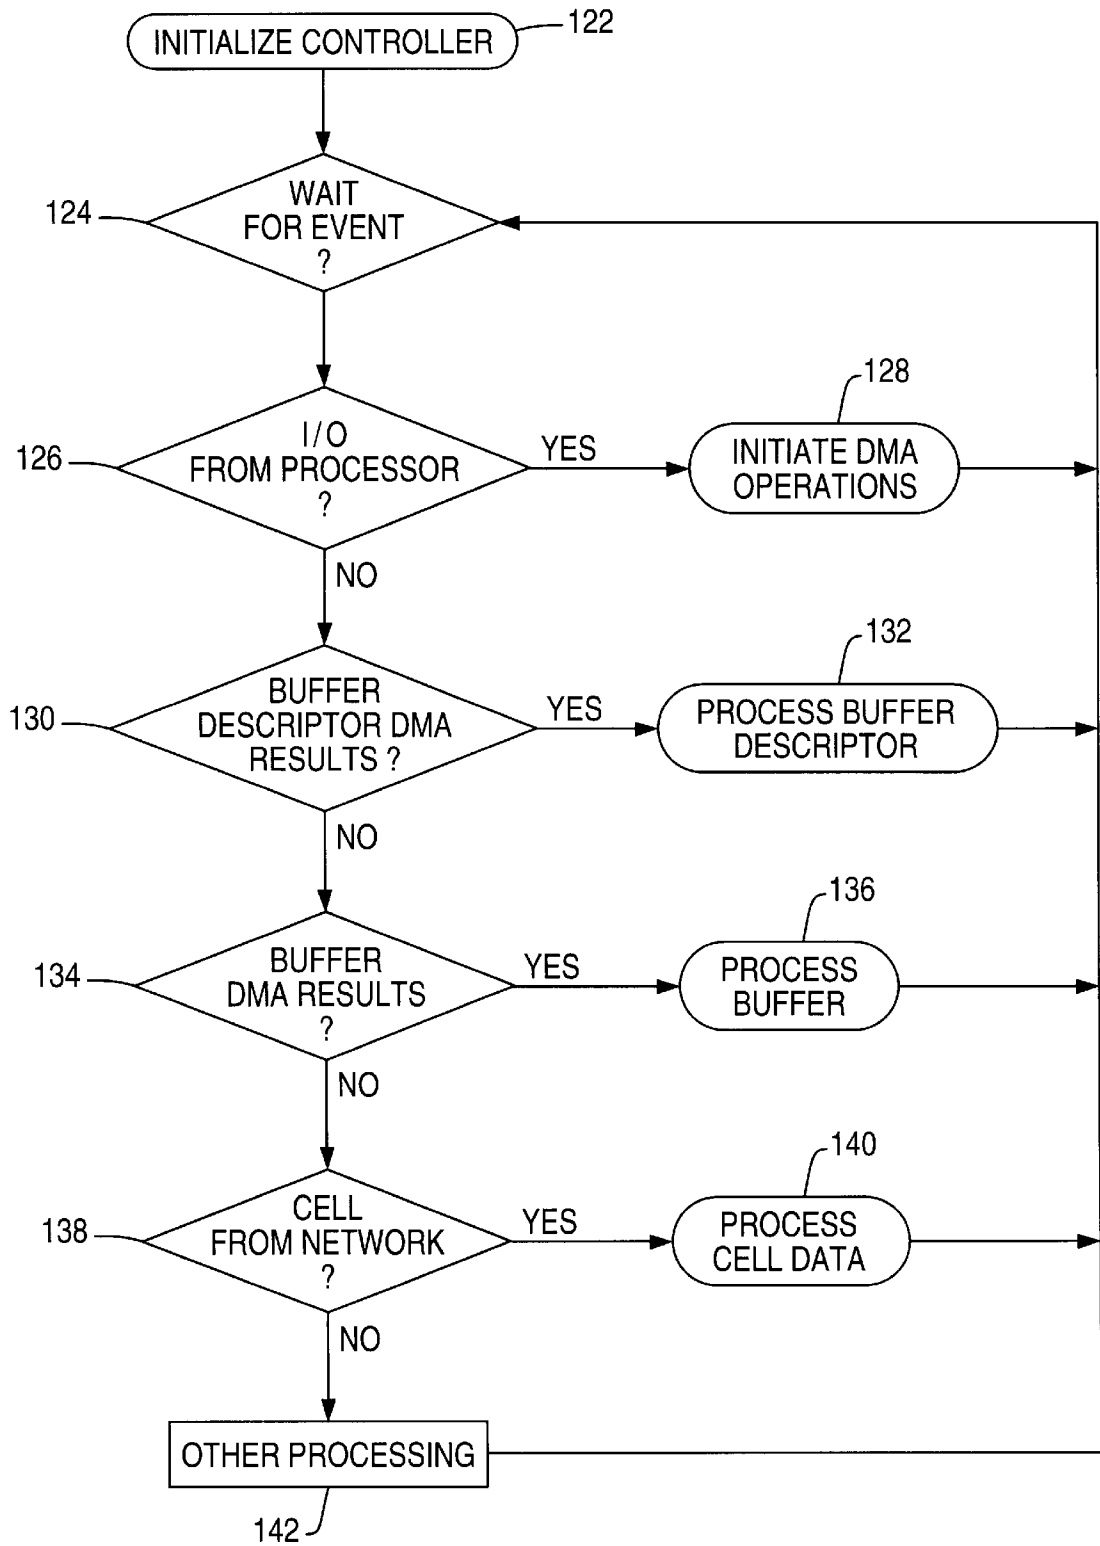 INITIALIZE CONTROLLER
122
WAIT
FOR EVENT
?
124
I/O
FROM PROCESSOR
?
126
YES
INITIATE DMA
OPERATIONS
128
NO
BUFFER
DESCRIPTOR DMA
RESULTS ?
130
YES
PROCESS BUFFER
DESCRIPTOR
132
NO
BUFFER
DMA RESULTS
?
134
YES
PROCESS
BUFFER
136
NO
CELL
FROM NETWORK
?
138
YES
PROCESS
CELL DATA
140
NO
OTHER PROCESSING
142